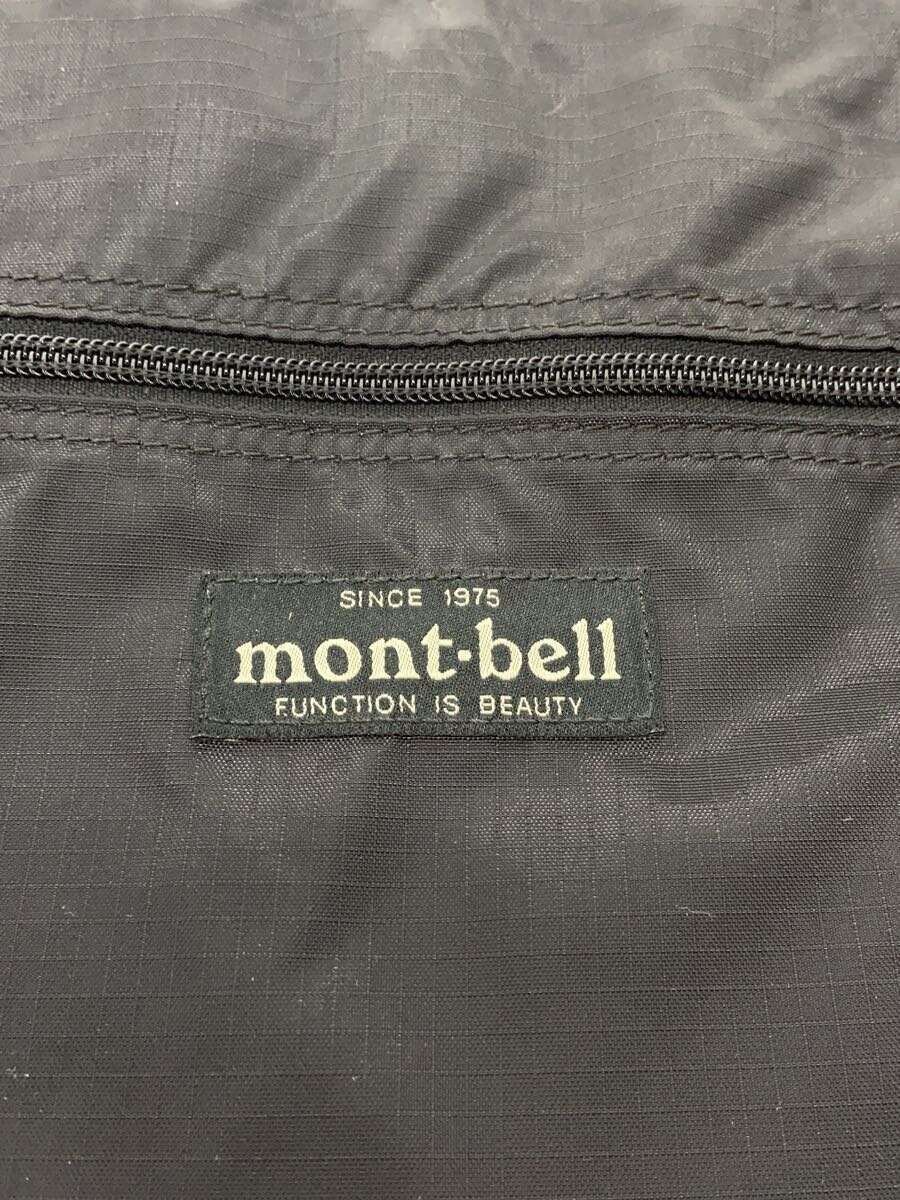 SINCE 1975
mont·bell
FUNCTION IS BEAUTY